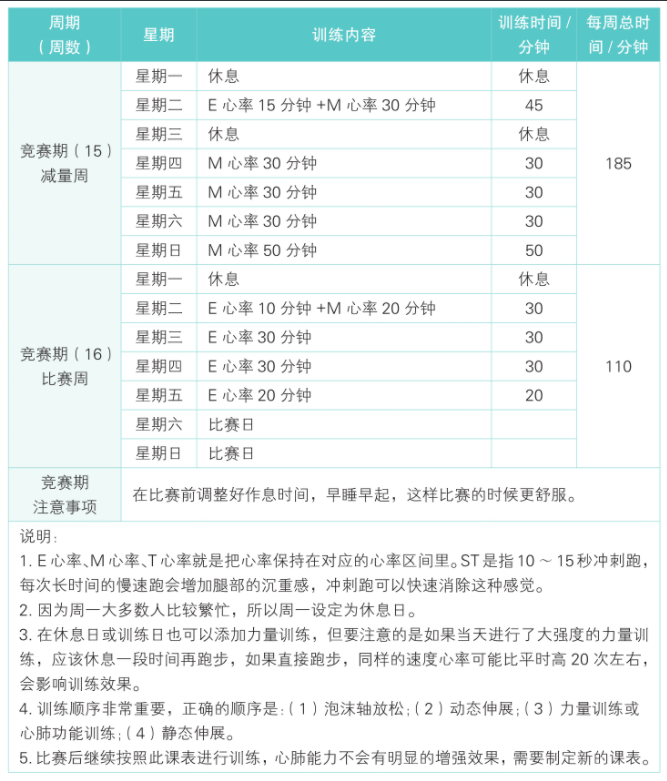 周期
（周数）
星期
训练内容
训练时间 /
分钟
每周总时
间 / 分钟
竞赛期（15）
减量周
星期一 休息 休息
星期二 E 心率 15 分钟 +M 心率 30 分钟 45
星期三 休息 休息
星期四 M 心率 30 分钟 30
星期五 M 心率 30 分钟 30
星期六 M 心率 30 分钟 30
星期日 M 心率 50 分钟 50
185
竞赛期（16）
比赛周
星期一 休息 休息
星期二 E 心率 10 分钟 +M 心率 20 分钟 30
星期三 E 心率 30 分钟 30
星期四 E 心率 30 分钟 30
星期五 E 心率 20 分钟 20
星期六 比赛日
星期日 比赛日
110
竞赛期
注意事项
在比赛前调整好作息时间，早睡早起，这样比赛的时候更舒服。
说明：
1. E 心率、M 心率、T 心率就是把心率保持在对应的心率区间里。ST 是指 10 ～ 15 秒冲刺跑，
每次长时间的慢速跑会增加腿部的沉重感，冲刺跑可以快速消除这种感觉。
2. 因为周一大多数人比较繁忙，所以周一设定为休息日。
3. 在休息日或训练日也可以添加力量训练，但要注意的是如果当天进行了大强度的力量训
练，应该休息一段时间再跑步，如果直接跑步，同样的速度心率可能比平时高 20 次左右，
会影响训练效果。
4. 训练顺序非常重要，正确的顺序是：（1）泡沫轴放松；（2）动态伸展；（3）力量训练或
心肺功能训练；（4）静态伸展。
5. 比赛后继续按照此课表进行训练，心肺能力不会有明显的增强效果，需要制定新的课表。